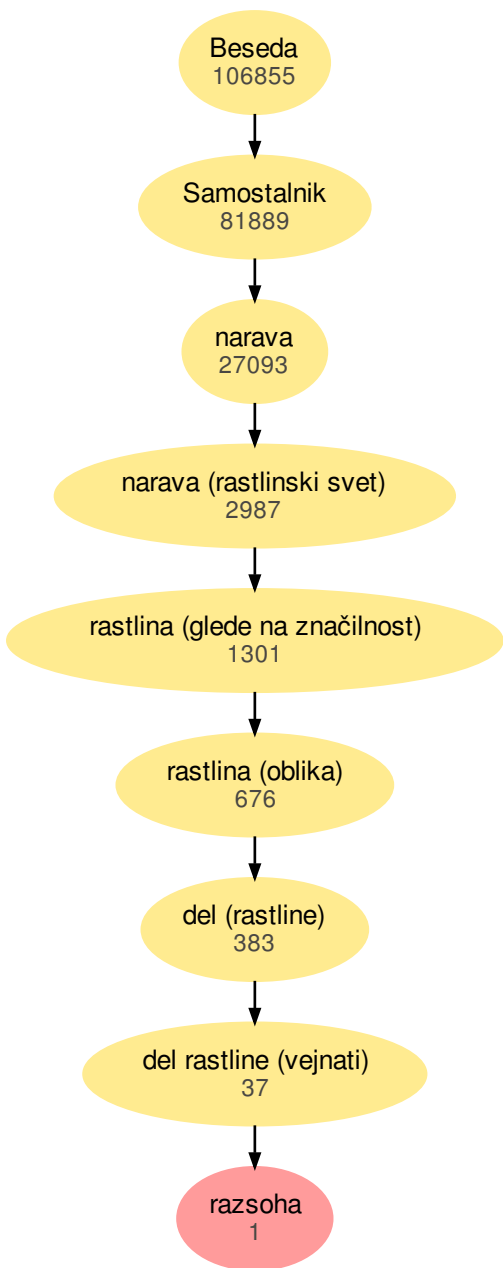 Beseda
106855
Samostalnik
81889
narava
27093
narava (rastlinski svet)
2987
rastlina (glede na značilnost)
1301
rastlina (oblika)
676
del (rastline)
383
del rastline (vejnati)
37
razsoha
1